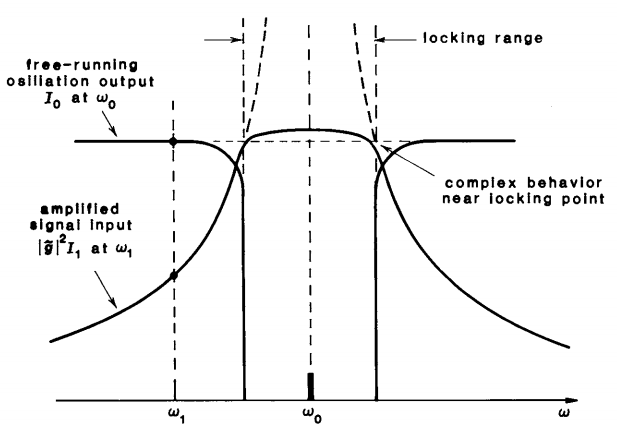 locking range
free-running
osillation output
I₀ at ω₀
complex behavior
near locking point
amplified
signal input
|g̃|²I₁ at ω₁
ω₁
ω₀
ω